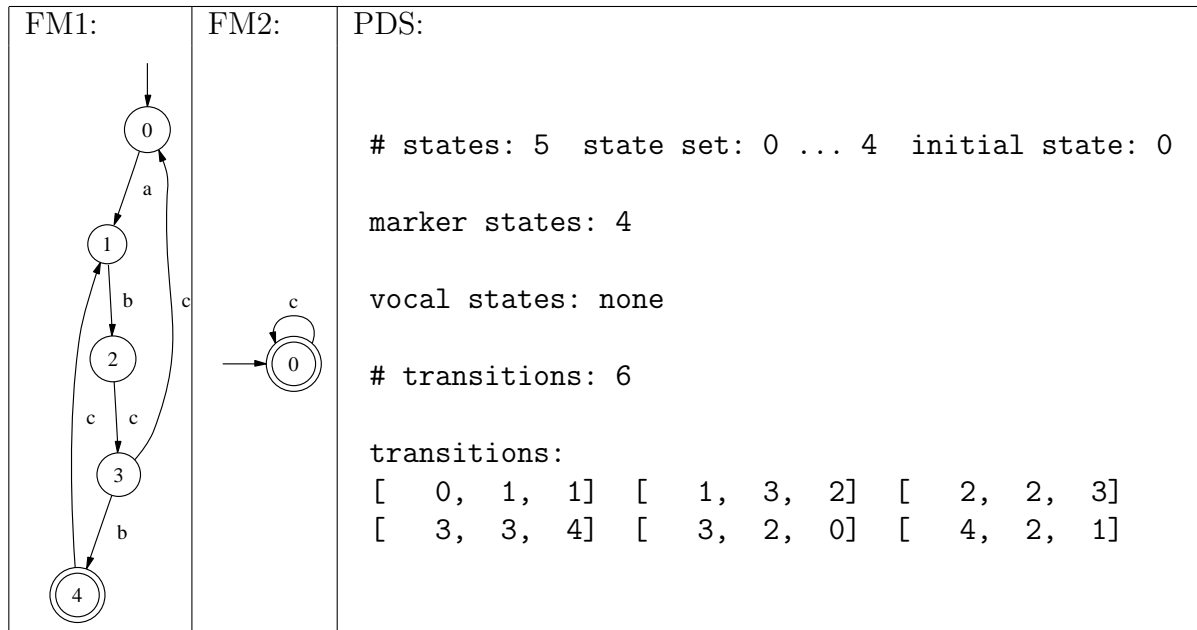 FM1:
FM2:
PDS:
0
a
1
b
c
2
c
c
3
b
4
c
0
# states: 5 state set: 0 ... 4 initial state: 0
marker states: 4
vocal states: none
# transitions: 6
transitions:
[ 0, 1, 1] [ 1, 3, 2] [ 2, 2, 3]
[ 3, 3, 4] [ 3, 2, 0] [ 4, 2, 1]